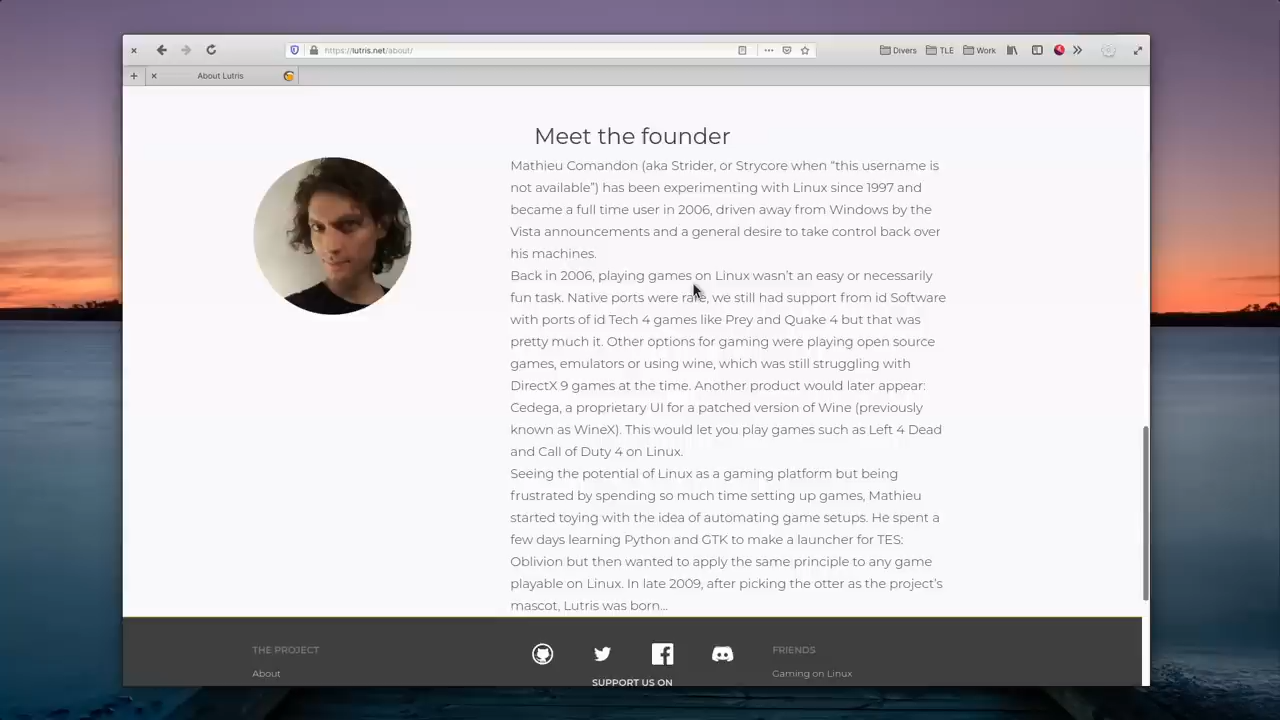 https://lutris.net/about/
Divers
TLE
Work
About Lutris
Meet the founder
Mathieu Comandon (aka Strider, or Strycore when “this username is
not available”) has been experimenting with Linux since 1997 and
became a full time user in 2006, driven away from Windows by the
Vista announcements and a general desire to take control back over
his machines.
Back in 2006, playing games on Linux wasn’t an easy or necessarily
fun task. Native ports were rare, we still had support from id Software
with ports of id Tech 4 games like Prey and Quake 4 but that was
pretty much it. Other options for gaming were playing open source
games, emulators or using wine, which was still struggling with
DirectX 9 games at the time. Another product would later appear:
Cedega, a proprietary UI for a patched version of Wine (previously
known as WineX). This would let you play games such as Left 4 Dead
and Call of Duty 4 on Linux.
Seeing the potential of Linux as a gaming platform but being
frustrated by spending so much time setting up games, Mathieu
started toying with the idea of automating game setups. He spent a
few days learning Python and GTK to make a launcher for TES:
Oblivion but then wanted to apply the same principle to any game
playable on Linux. In late 2009, after picking the otter as the project’s
mascot, Lutris was born...
THE PROJECT
About
SUPPORT US ON
FRIENDS
Gaming on Linux